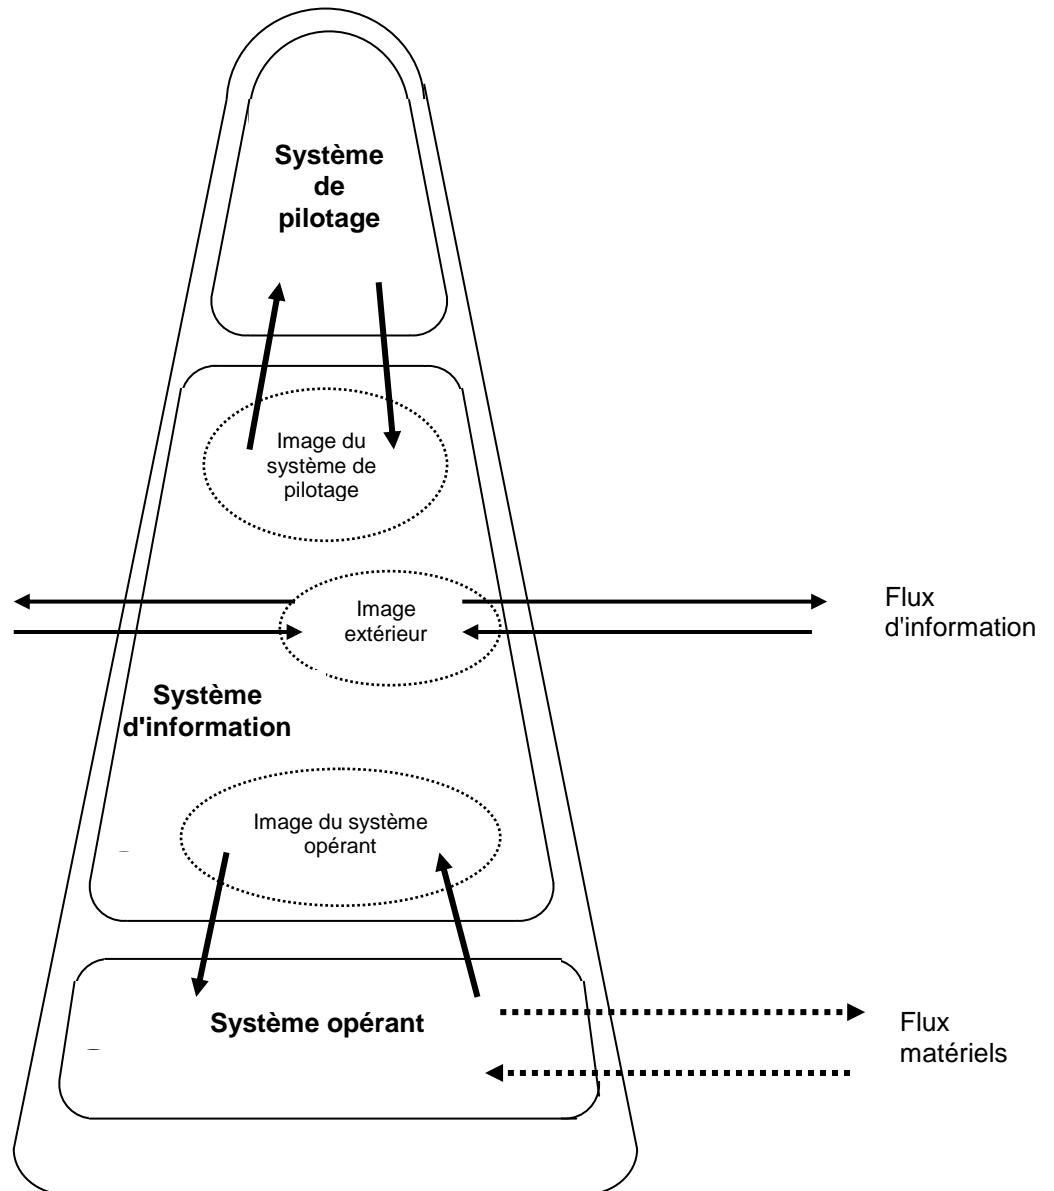 Système
de
pilotage
Image du
système de
pilotage
Image
extérieur
Flux
d'information
Système
d'information
Image du système
opérant
Système opérant
Flux
matériels